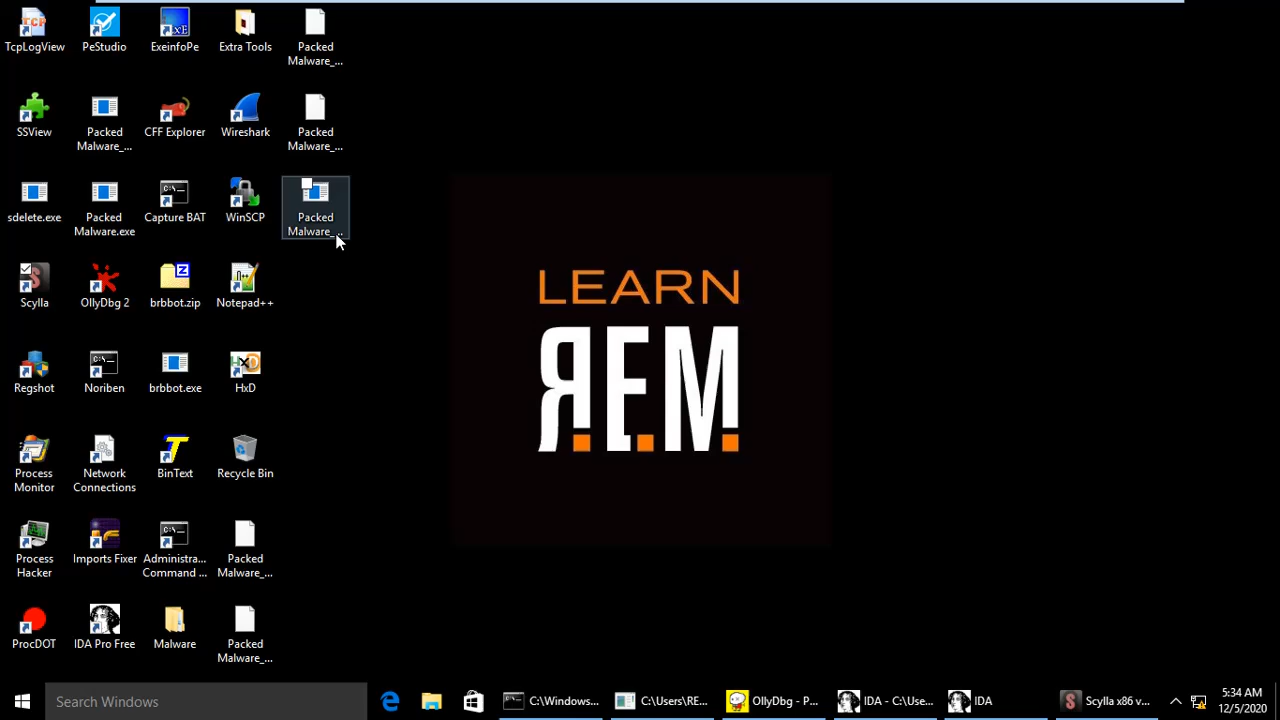 TcpLogView
PeStudio
ExeinfoPe
Extra Tools
Packed
Malware_...
SSView
Packed
Malware_...
CFF Explorer
Wireshark
Packed
Malware_...
sdelete.exe
Packed
Malware.exe
Capture BAT
WinSCP
Packed
Malware_...
Scylla
OllyDbg 2
brbbot.zip
Notepad++
Regshot
Noriben
brbbot.exe
HxD
Process
Monitor
Network
Connections
BinText
Recycle Bin
Process
Hacker
Imports Fixer
Administra...
Command ...
Packed
Malware_...
ProcDOT
IDA Pro Free
Malware
Packed
Malware_...
LEARN
REM
Search Windows
C:\Windows...
C:\Users\RE...
OllyDbg - P...
IDA - C:\Use...
IDA
Scylla x86 v...
5:34 AM
12/5/2020